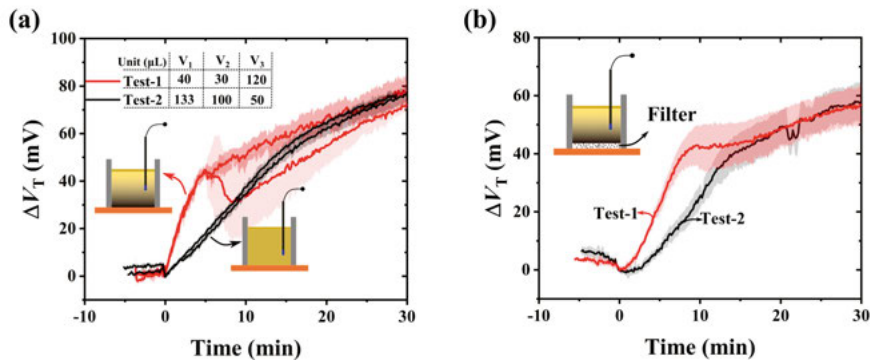 (a)
100
80
60
40
20
0
ΔVT (mV)
Unit (μL) V1 V2 V3
Test-1 40 30 120
Test-2 133 100 50
-10 0 10 20 30
Time (min)
(b)
80
60
40
20
0
ΔVT (mV)
Filter
Test-1
Test-2
-10 0 10 20 30
Time (min)